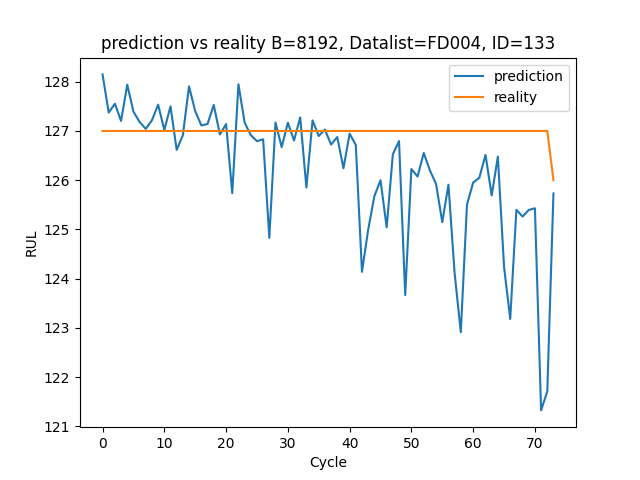 prediction vs reality B=8192, Datalist=FD004, ID=133
prediction
reality
128
127
126
125
124
123
122
121
RUL
0 10 20 30 40 50 60 70
Cycle